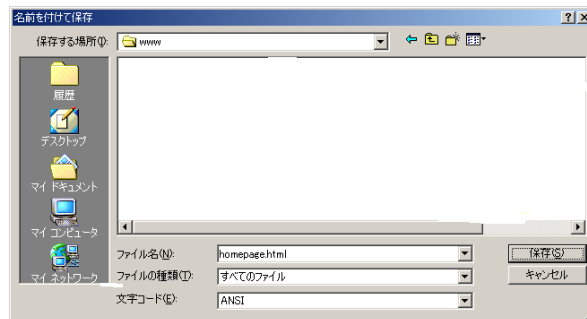 名前を付けて保存
保存する場所(I):
www
履歴
デスクトップ
マイ ドキュメント
マイ コンピュータ
マイ ネットワーク
ファイル名(N):
homepage.html
保存(S)
ファイルの種類(T):
すべてのファイル
キャンセル
文字コード(E):
ANSI